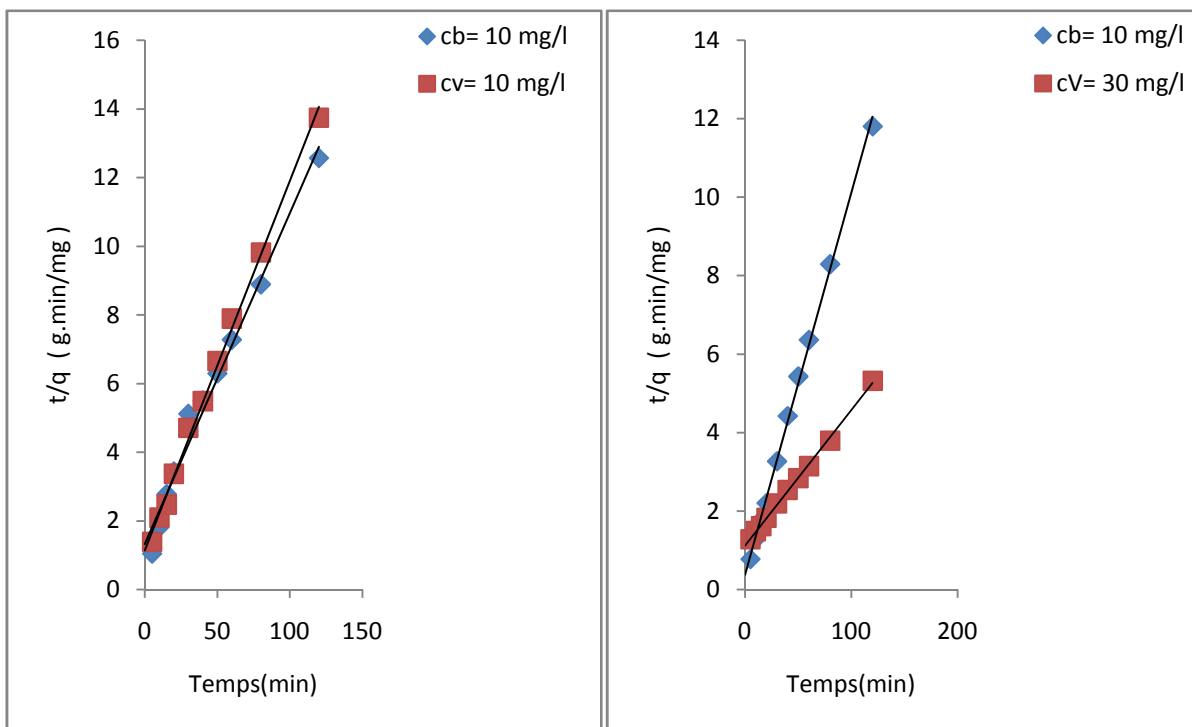 cb= 10 mg/l
cv= 10 mg/l
16
14
12
10
8
6
4
2
0
t/q ( g.min/mg )
0 50 100 150
Temps(min)
cb= 10 mg/l
cV= 30 mg/l
14
12
10
8
6
4
2
0
t/q ( g.min/mg )
0 100 200
Temps(min)